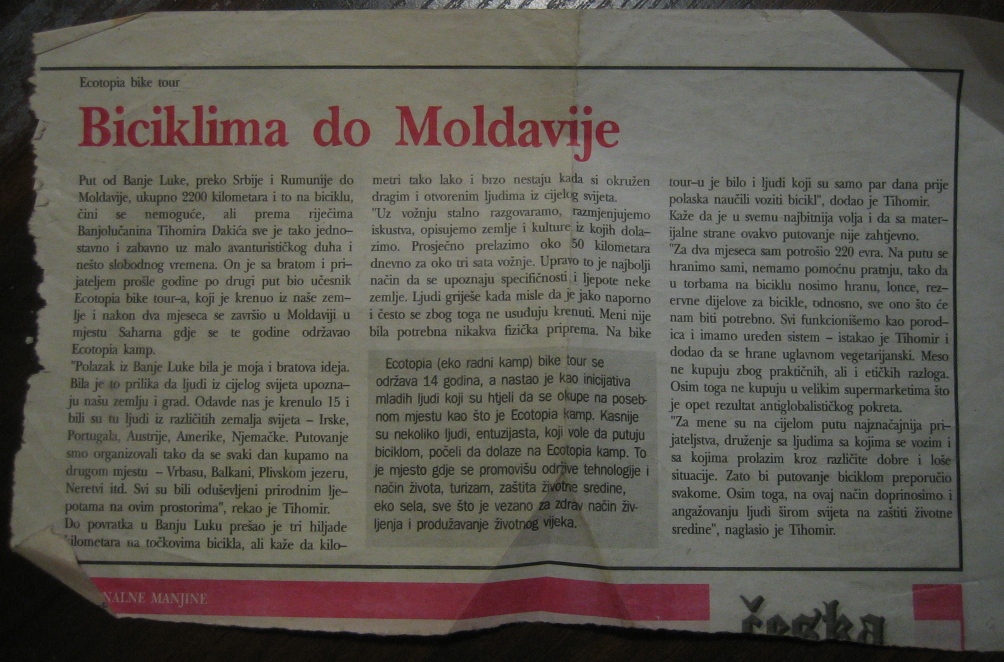 Ecotopia bike tour
Biciklima do Moldavije
Put od Banje Luke, preko Srbije i Rumunije do
Moldavije, ukupno 2200 kilometara i to na biciklu,
čini se nemoguće, ali prema riječima
Banjolučanina Tihomira Dakića sve je tako jedno-
stavno i zabavno uz malo avanturističkog duha i
nešto slobodnog vremena. On je sa bratom i pri-
jateljem prošle godine po drugi put bio učesnik
Ecotopia bike tour-a, koji je krenuo iz naše zem-
lje i nakon dva mjeseca se završio u Moldaviji u
mjestu Saharna gdje se te godine održavao
Ecotopia kamp.
"Polazak iz Banje Luke bila je moja i bratova ideja.
Bila je to prilika da ljudi iz cijelog svijeta upozna-
ju našu zemlju i grad. Odavde nas je krenulo 15 i
bili su tu ljudi iz različitih zemalja svijeta – Irske,
Portugala, Austrije, Amerike, Njemačke. Putovanje
smo organizovali tako da se svaki dan kupamo na
drugom mjestu – Vrbasu, Balkani, Plivskom jezeru,
Neretvi itd. Svi su bili oduševljeni prirodnim lje-
potama na ovim prostorima", rekao je Tihomir.
Do povratka u Banju Luku prešao je tri hiljade
kilometara na točkovima bicikla, ali kaže da kilo-
metri tako lako i brzo nestaju kada si okružen
dragim i otvorenim ljudima iz cijelog svijeta.
"Uz vožnju stalno razgovaramo, razmjenjujemo
iskustva, opisujemo zemlje i kulture iz kojih dola-
zimo. Prosječno prelazimo oko 50 kilometara
dnevno za oko tri sata vožnje. Upravo to je najbolji
način da se upoznaju specifičnosti i ljepote neke
zemlje. Ljudi griješe kada misle da je jako naporno
i često se zbog toga ne usuđuju krenuti. Meni nije
bila potrebna nikakva fizička priprema. Na bike
Ecotopia (eko radni kamp) bike tour se
održava 14 godina, a nastao je kao inicijativa
mladih ljudi koji su htjeli da se okupe na poseb-
nom mjestu kao što je Ecotopia kamp. Kasnije
su nekoliko ljudi, entuzijasta, koji vole da putuju
biciklom, počeli da dolaze na Ecotopia kamp. To
je mjesto gdje se promovišu održive tehnologije i
način života, turizam, zaštita životne sredine,
eko sela, sve što je vezano za zdrav način živ-
ljenja i produžavanje životnog vijeka.
tour–u je bilo i ljudi koji su samo par dana prije
polaska naučili voziti bicikl", dodao je Tihomir.
Kaže da je u svemu najbitnija volja i da sa mater-
ijalne strane ovakvo putovanje nije zahtjevno.
"Za dva mjeseca sam potrošio 220 evra. Na putu se
hranimo sami, nemamo pomoćnu pratnju, tako da
u torbama na biciklu nosimo hranu, lonce, rez-
ervne dijelove za bicikle, odnosno, sve ono što će
nam biti potrebno. Svi funkcionišemo kao porod-
ica i imamo uređen sistem – istakao je Tihomir i
dodao da se hrane uglavnom vegetarijanski. Meso
ne kupuju zbog praktičnih, ali i etičkih razloga.
Osim toga ne kupuju u velikim supermarketima što
je opet rezultat antiglobalističkog pokreta.
"Za mene su na cijelom putu najznačajnija pri-
jateljstva, druženje sa ljudima sa kojima se vozim i
sa kojima prolazim kroz različite dobre i loše
situacije. Zato bi putovanje biciklom preporučio
svakome. Osim toga, na ovaj način doprinosimo i
angažovanju ljudi širom svijeta na zaštiti životne
sredine", naglasio je Tihomir.
NALNE MANJINE
česka